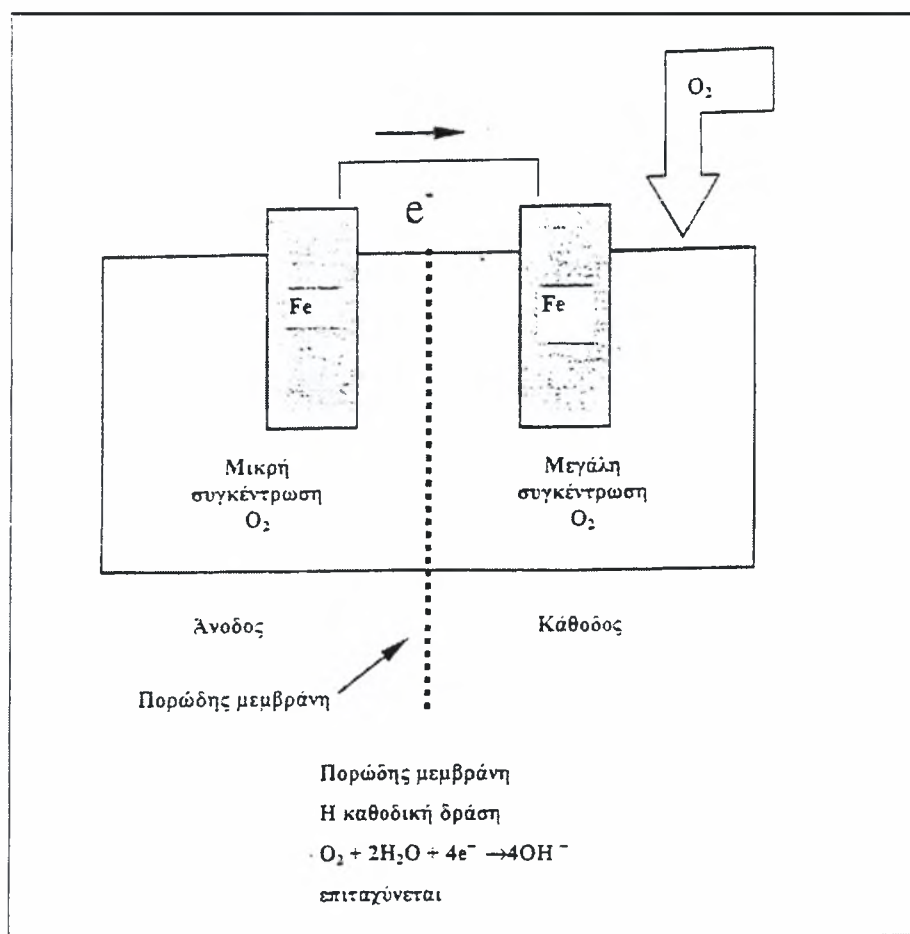 O₂
e⁻
Fe
Fe
Μικρή
συγκέντρωση
O₂
Μεγάλη
συγκέντρωση
O₂
Άνοδος
Κάθοδος
Πορώδης μεμβράνη
Πορώδης μεμβράνη
Η καθοδική δράση
O₂ + 2H₂O + 4e⁻ →4OH⁻
επιταχύνεται